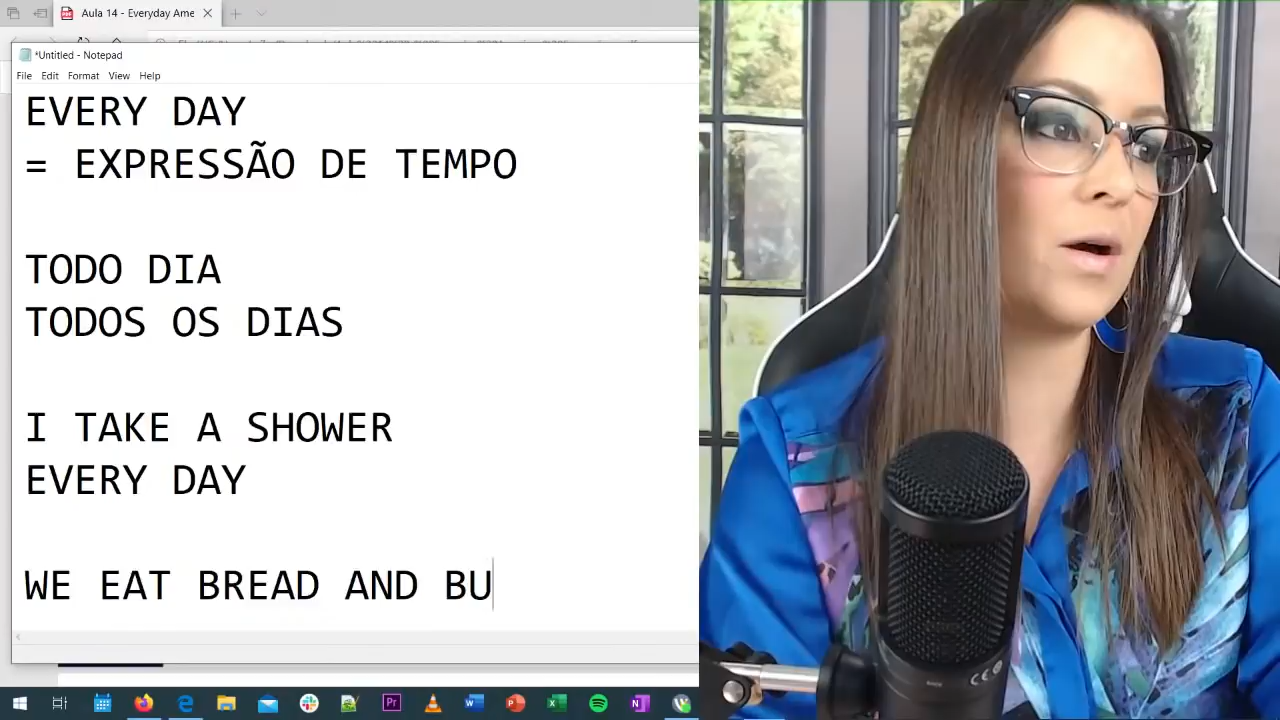 Aula 14 - Everyday Ame
*Untitled - Notepad
File Edit Format View Help
EVERY DAY
= EXPRESSÃO DE TEMPO
TODO DIA
TODOS OS DIAS
I TAKE A SHOWER
EVERY DAY
WE EAT BREAD AND BU